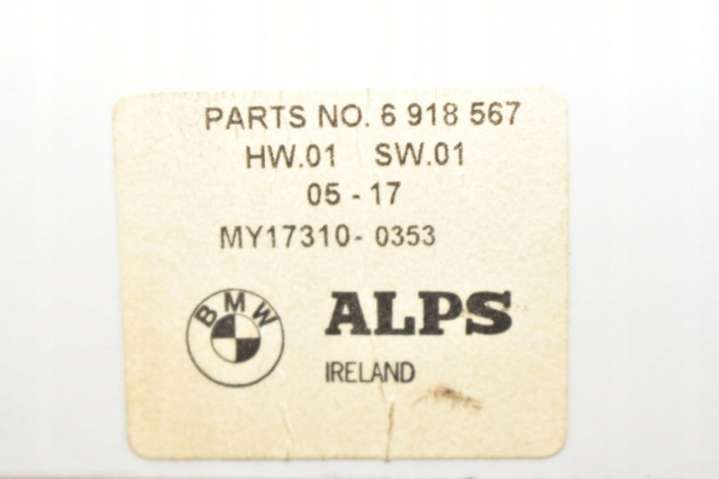 PARTS NO. 6 918 567
HW.01 SW.01
05 - 17
MY17310- 0353
BMW
ALPS
IRELAND